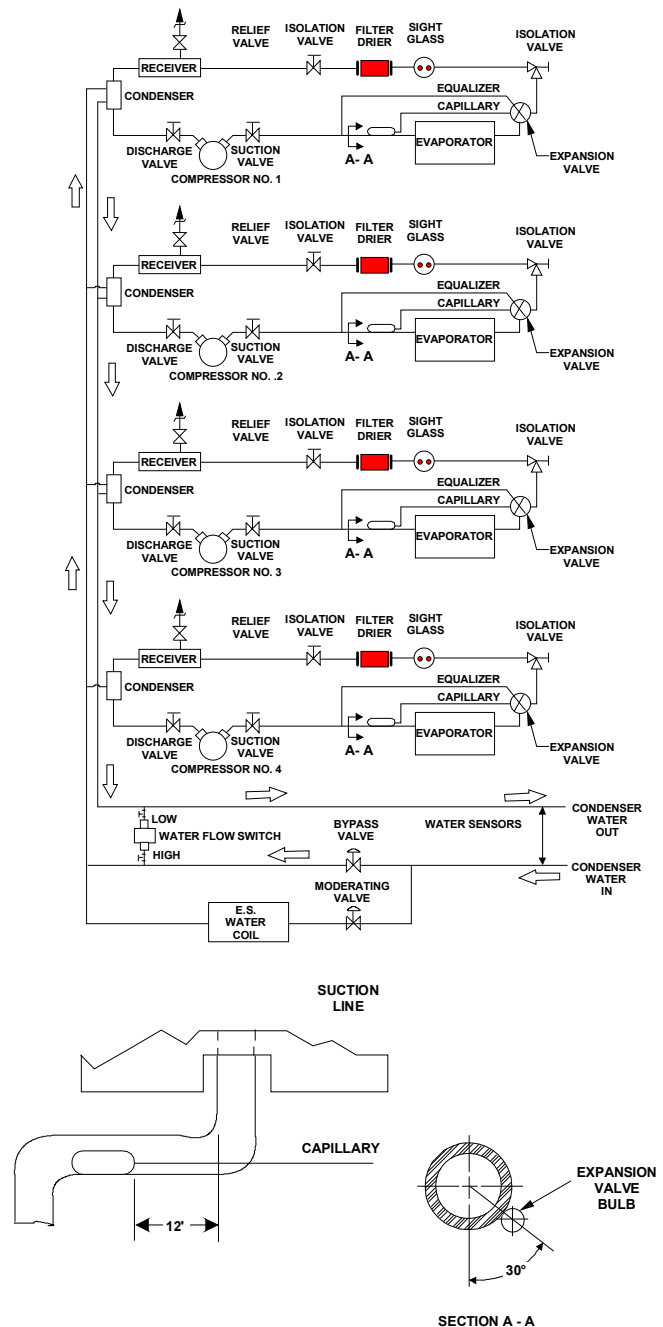 RELIEF
VALVE
ISOLATION
VALVE
FILTER
DRIER
SIGHT
GLASS
ISOLATION
VALVE
RECEIVER
CONDENSER
EQUALIZER
CAPILLARY
DISCHARGE
VALVE
SUCTION
VALVE
A- A
EVAPORATOR
EXPANSION
VALVE
COMPRESSOR NO. 1
RELIEF
VALVE
ISOLATION
VALVE
FILTER
DRIER
SIGHT
GLASS
ISOLATION
VALVE
RECEIVER
CONDENSER
EQUALIZER
CAPILLARY
DISCHARGE
VALVE
SUCTION
VALVE
A- A
EVAPORATOR
EXPANSION
VALVE
COMPRESSOR NO. .2
RELIEF
VALVE
ISOLATION
VALVE
FILTER
DRIER
SIGHT
GLASS
ISOLATION
VALVE
RECEIVER
CONDENSER
EQUALIZER
CAPILLARY
DISCHARGE
VALVE
SUCTION
VALVE
A- A
EVAPORATOR
EXPANSION
VALVE
COMPRESSOR NO. 3
RELIEF
VALVE
ISOLATION
VALVE
FILTER
DRIER
SIGHT
GLASS
ISOLATION
VALVE
RECEIVER
CONDENSER
EQUALIZER
CAPILLARY
DISCHARGE
VALVE
SUCTION
VALVE
A- A
EVAPORATOR
EXPANSION
VALVE
COMPRESSOR NO. 4
LOW
WATER FLOW SWITCH
HIGH
BYPASS
VALVE
WATER SENSORS
CONDENSER
WATER
OUT
CONDENSER
WATER
IN
MODERATING
VALVE
E.S.
WATER
COIL
SUCTION
LINE
CAPILLARY
12'
EXPANSION
VALVE
BULB
30°
SECTION A - A